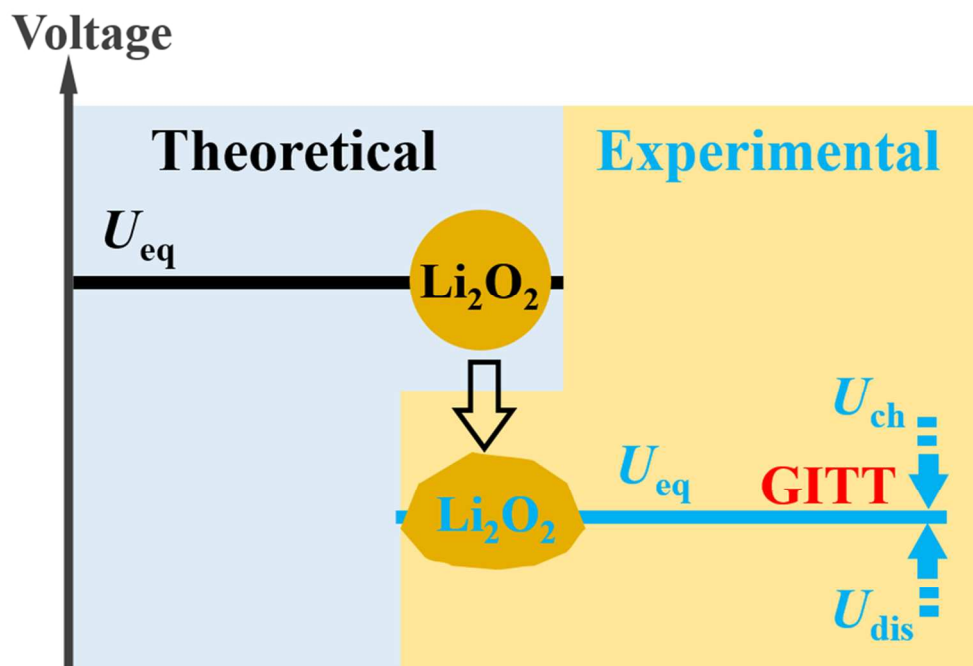 Voltage
Theoretical
Experimental
Ueq
Li₂O₂
Uch
Ueq
GITT
Li₂O₂
Udis